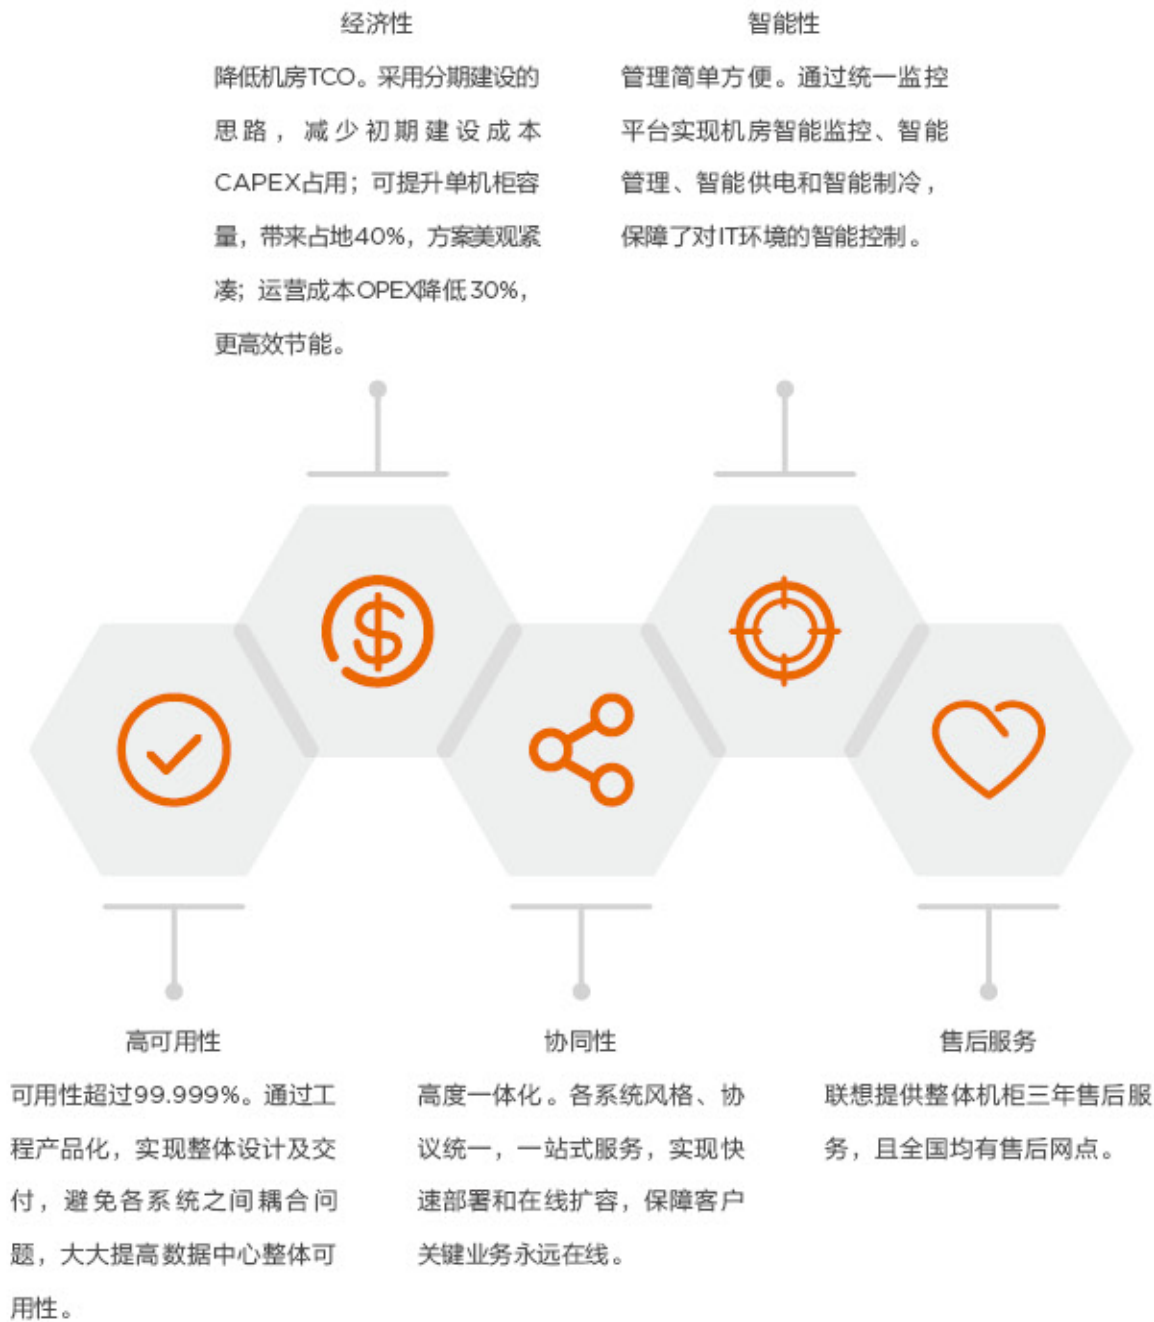 经济性
降低机房TCO。采用分期建设的
思路，减少初期建设成本
CAPEX占用；可提升单机柜容
量，带来占地40%，方案美观紧
凑；运营成本OPEX降低30%，
更高效节能。
智能性
管理简单方便。通过统一监控
平台实现机房智能监控、智能
管理、智能供电和智能制冷，
保障了对IT环境的智能控制。
高可用性
可用性超过99.999%。通过工
程产品化，实现整体设计及交
付，避免各系统之间耦合问
题，大大提高数据中心整体可
用性。
协同性
高度一体化。各系统风格、协
议统一，一站式服务，实现快
速部署和在线扩容，保障客户
关键业务永远在线。
售后服务
联想提供整体机柜三年售后服
务，且全国均有售后网点。